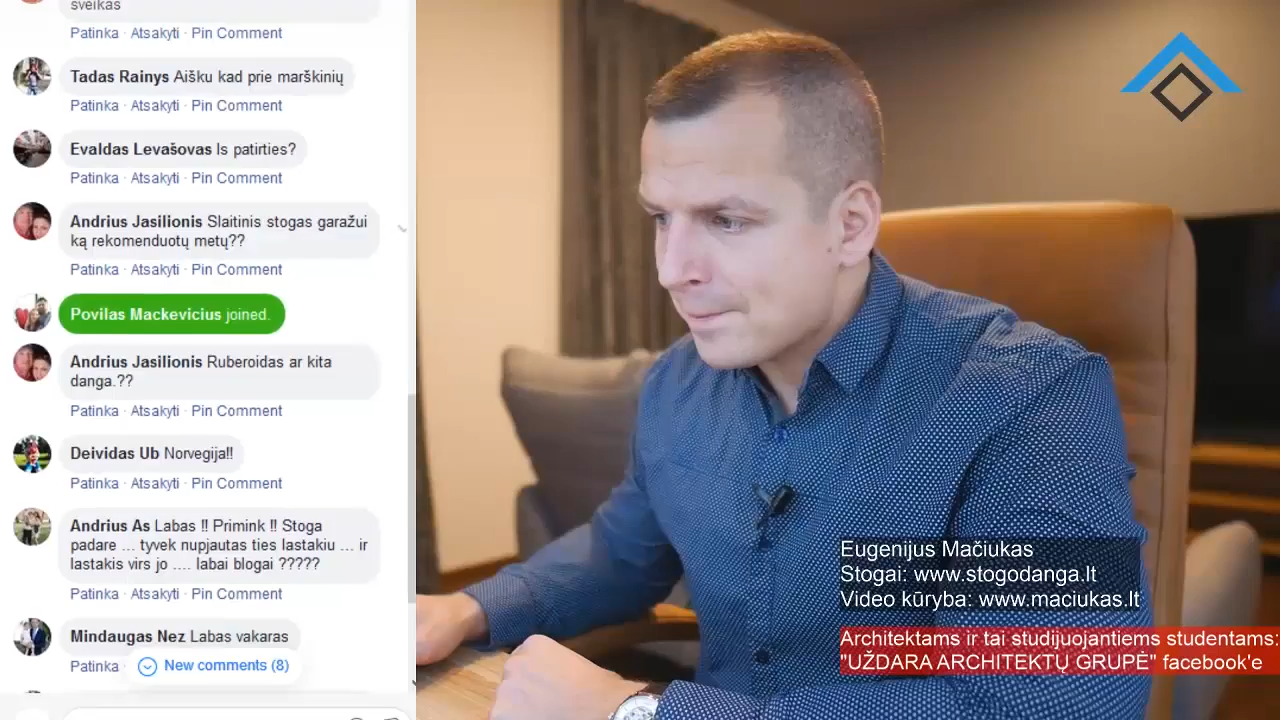 sveikas
Patinka · Atsakyti · Pin Comment
Tadas Rainys Aišku kad prie marškinių
Patinka · Atsakyti · Pin Comment
Evaldas Levašovas Is patirties?
Patinka · Atsakyti · Pin Comment
Andrius Jasilionis Slaitinis stogas garažui
ką rekomenduotų metų??
Patinka · Atsakyti · Pin Comment
Povilas Mackevicius joined.
Andrius Jasilionis Ruberoidas ar kita
danga.??
Patinka · Atsakyti · Pin Comment
Deividas Ub Norvegija!!
Patinka · Atsakyti · Pin Comment
Andrius As Labas !! Primink !! Stoga
padare ... tyvek nupjautas ties lastakiu ... ir
lastakis virs jo .... labai blogai ?????
Patinka · Atsakyti · Pin Comment
Mindaugas Nez Labas vakaras
Patinka ·
New comments (8)
Eugenijus Mačiukas
Stogai: www.stogodanga.lt
Video kūryba: www.maciukas.lt
Architektams ir tai studijuojantiems studentams:
"UŽDARA ARCHITEKTŲ GRUPĖ" facebook'e